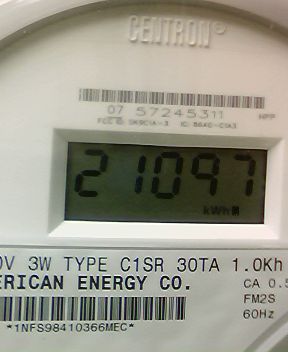 CENTRON®
07 57245311
21097
kWh
0V 3W TYPE C1SR 30TA 1.0Kh
ERICAN ENERGY CO.
CA 0.5
FM2S
60Hz
*1NFS98410366MEC*